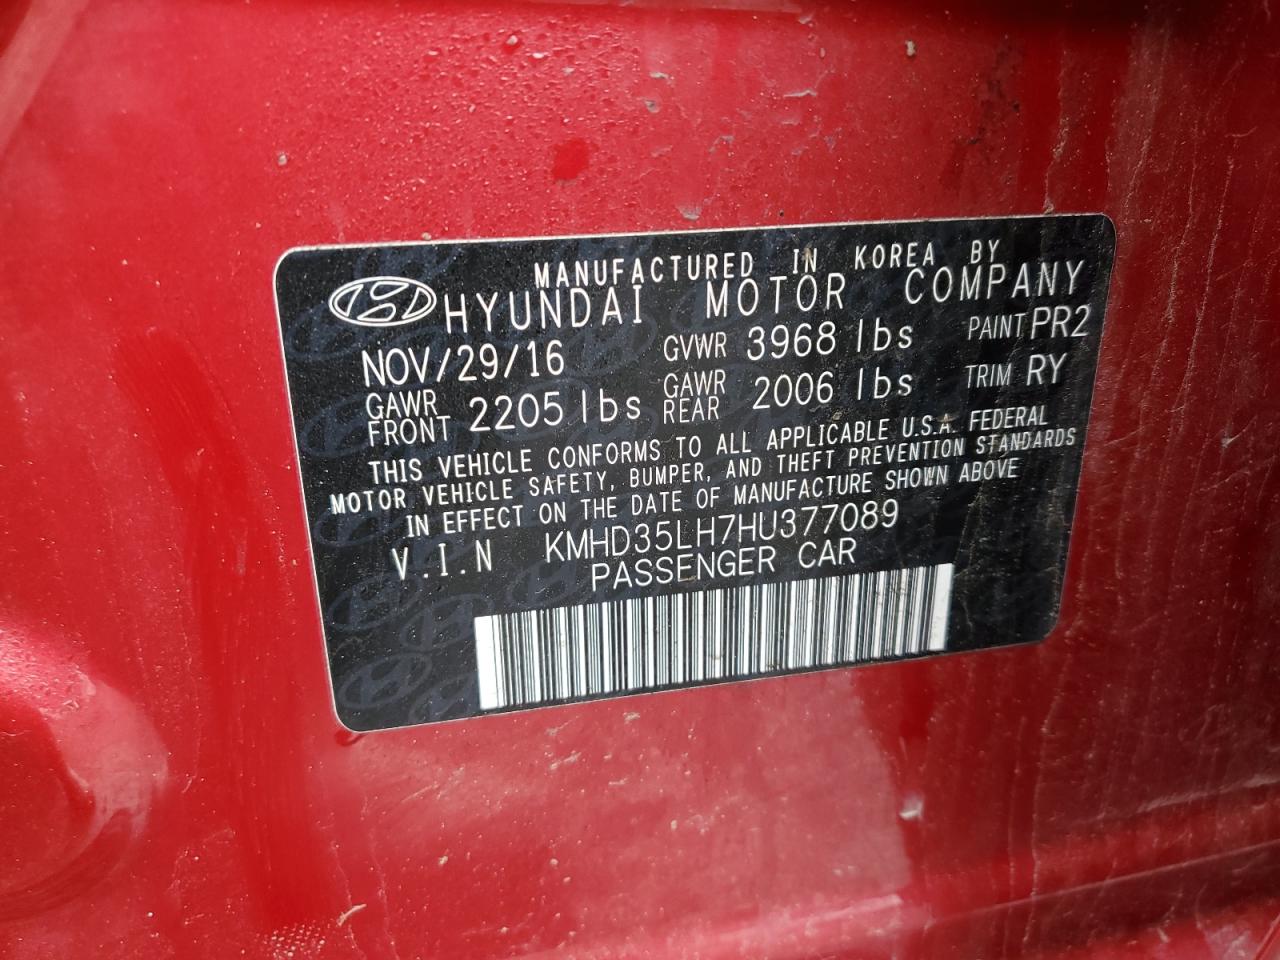 MANUFACTURED IN KOREA BY
HYUNDAI MOTOR COMPANY
NOV/29/16 GVWR 3968 lbs PAINT PR2
GAWR FRONT 2205 lbs GAWR REAR 2006 lbs TRIM RY
THIS VEHICLE CONFORMS TO ALL APPLICABLE U.S.A. FEDERAL
MOTOR VEHICLE SAFETY, BUMPER, AND THEFT PREVENTION STANDARDS
IN EFFECT ON THE DATE OF MANUFACTURE SHOWN ABOVE
V.I.N KMHD35LH7HU377089
PASSENGER CAR